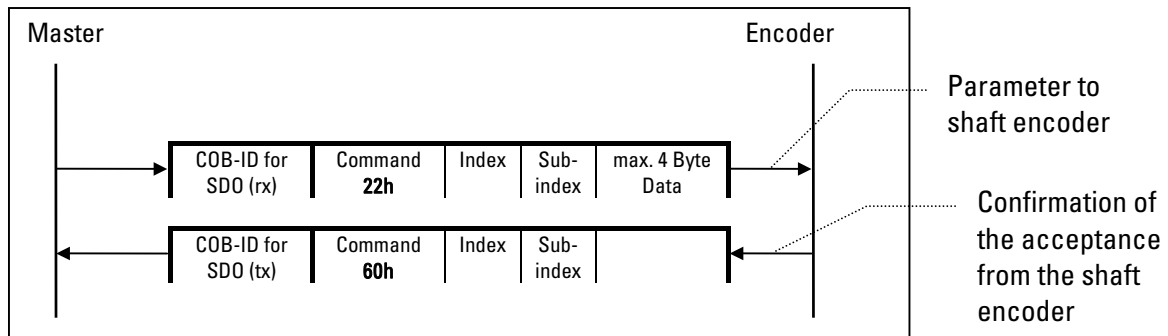 Master
Encoder
COB-ID for
SDO (rx)
Command
22h
Index
Sub-
index
max. 4 Byte
Data
Parameter to
shaft encoder
COB-ID for
SDO (tx)
Command
60h
Index
Sub-
index
Confirmation of
the acceptance
from the shaft
encoder